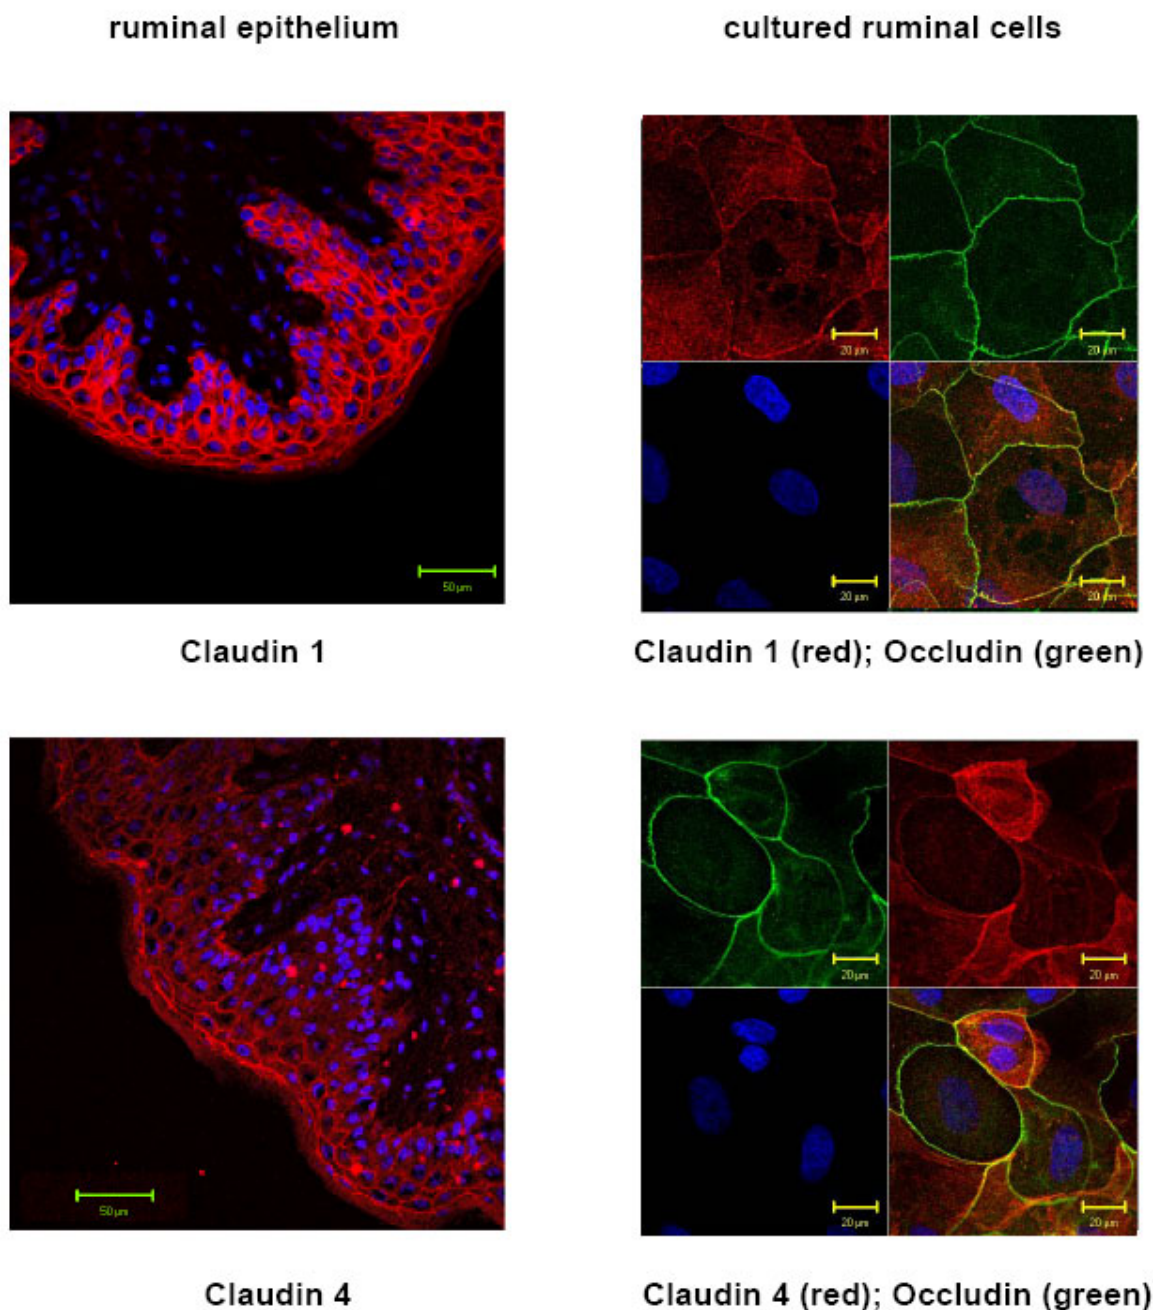 ruminal epithelium
cultured ruminal cells
50 µm
20 µm
20 µm
20 µm
20 µm
Claudin 1
Claudin 1 (red); Occludin (green)
50 µm
20 µm
20 µm
20 µm
20 µm
Claudin 4
Claudin 4 (red); Occludin (green)